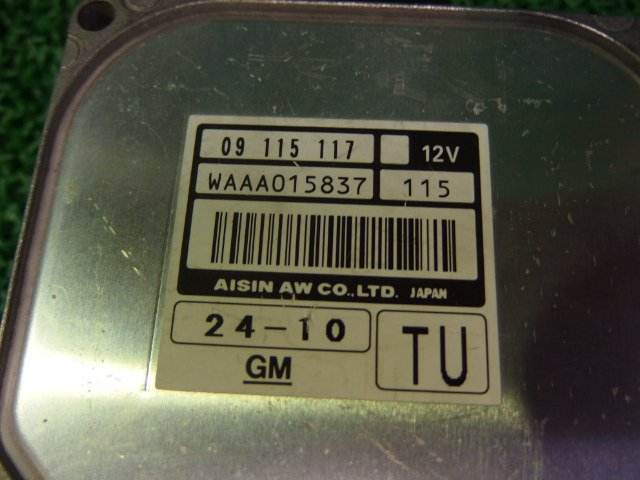 09 115 117 12V
WAAA015837 115
AISIN AW CO.,LTD. JAPAN
24-10 TU
GM